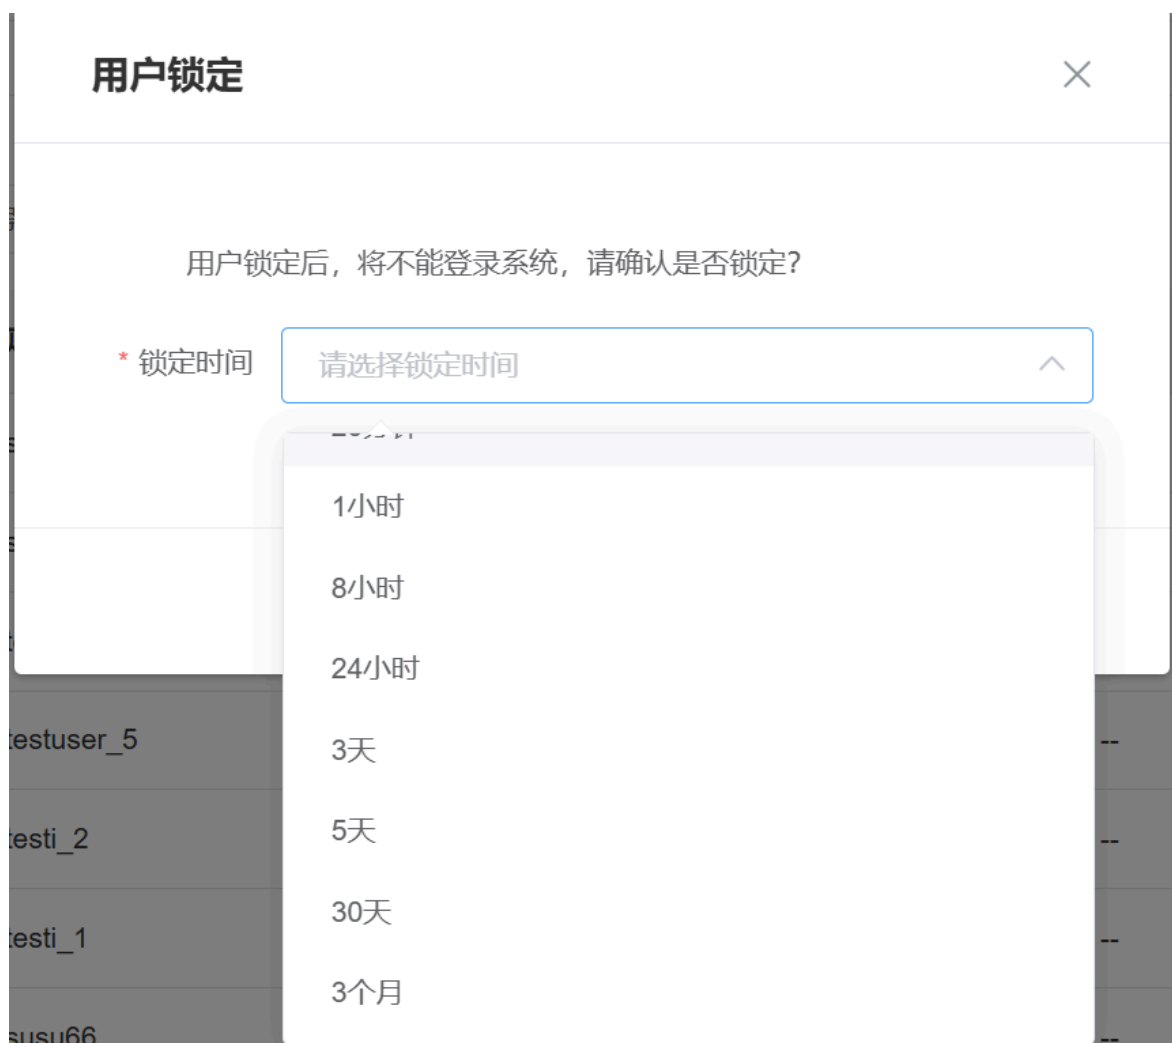 用户锁定
用户锁定后，将不能登录系统，请确认是否锁定?
* 锁定时间
请选择锁定时间
1小时
8小时
24小时
3天
testuser_5
--
5天
testi_2
--
30天
testi_1
--
3个月
susu66
--